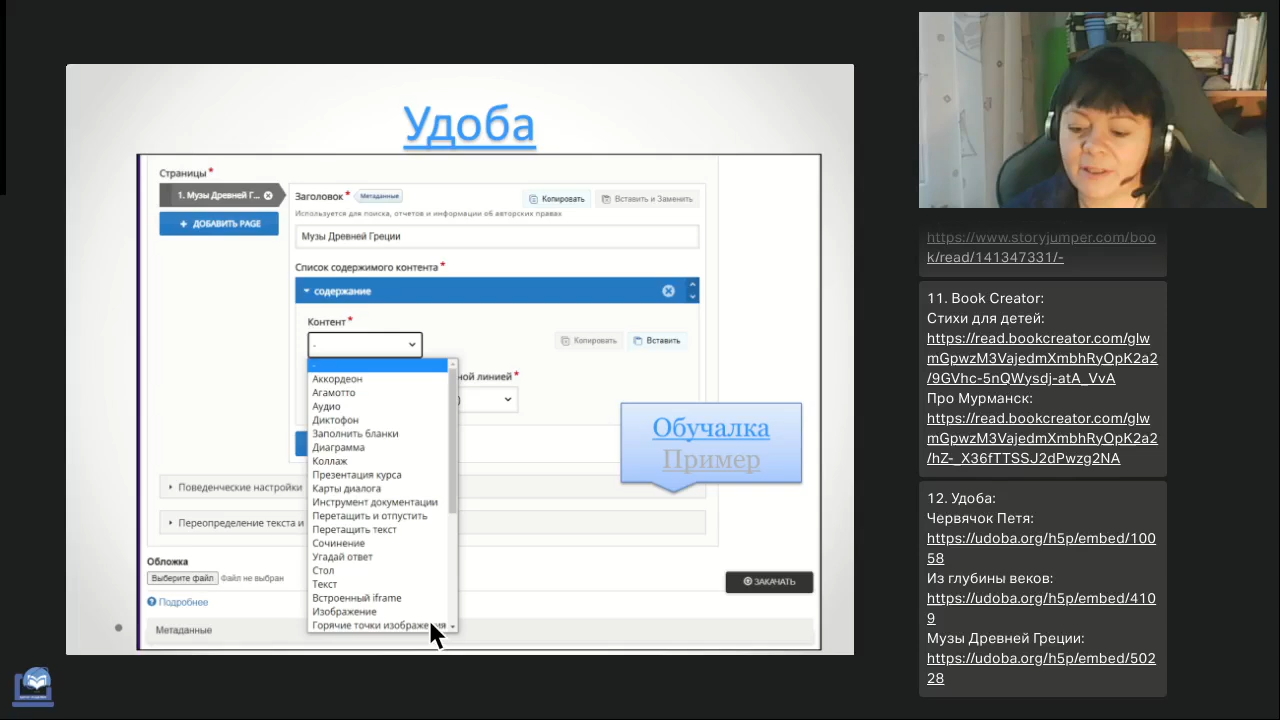 Удоба
Страницы*
1. Музы Древней Г...
+ ДОБАВИТЬ PAGE
Заголовок* Метаданные
Копировать
Вставить и Заменить
Используется для поиска, отчетов и информации об авторских правах
Музы Древней Греции
Список содержимого контента*
содержание
Контент*
-
Копировать
Вставить
-
Аккордеон
Агамотто
Аудио
Диктофон
Заполнить бланки
Диаграмма
Коллаж
Презентация курса
Карты диалога
Инструмент документации
Перетащить и отпустить
Перетащить текст
Сочинение
Угадай ответ
Стол
Текст
Встроенный iframe
Изображение
Горячие точки изображения
ной линией*
Обучалка
Пример
Поведенческие настройки
Переопределение текста и
Обложка
Выберите файл Файл не выбран
ЗАКАЧАТЬ
Подробнее
Метаданные
https://www.storyjumper.com/boo
k/read/141347331/-
11. Book Creator:
Стихи для детей:
https://read.bookcreator.com/glw
mGpwzM3VajedmXmbhRyOpK2a2
/9GVhc-5nQWysdj-atA_VvA
Про Мурманск:
https://read.bookcreator.com/glw
mGpwzM3VajedmXmbhRyOpK2a2
/hZ-_X36fTTSSJ2dPwzg2NA
12. Удоба:
Червячок Петя:
https://udoba.org/h5p/embed/100
58
Из глубины веков:
https://udoba.org/h5p/embed/410
9
Музы Древней Греции:
https://udoba.org/h5p/embed/502
28